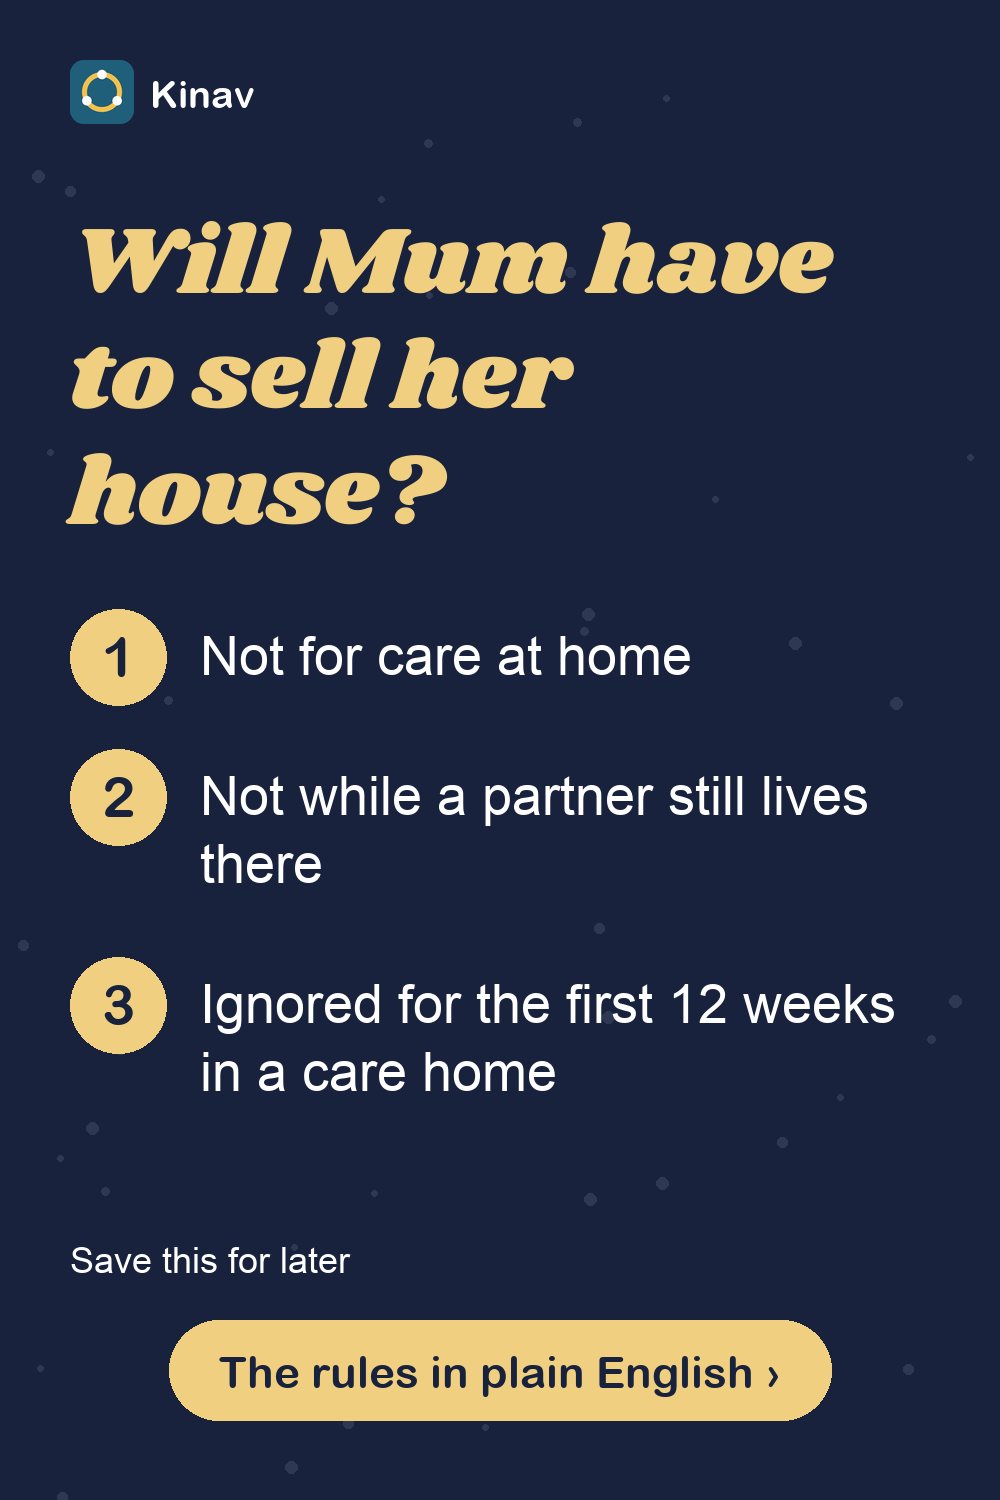 Kinav
Will Mum have
to sell her
house?
1 Not for care at home
2 Not while a partner still lives
there
3 Ignored for the first 12 weeks
in a care home
Save this for later
The rules in plain English ›